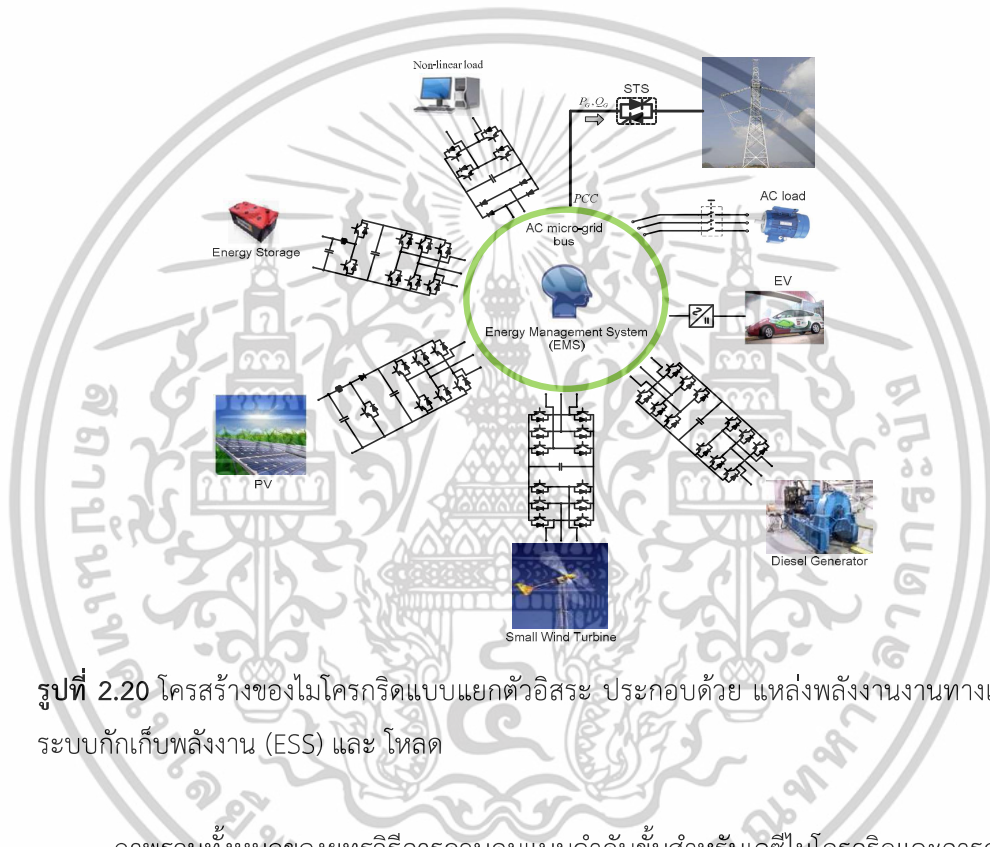 Non-linear load
STS
P_G, Q_G
PCC
AC load
AC micro-grid
bus
Energy Storage
EV
Energy Management System
(EMS)
PV
Diesel Generator
Small Wind Turbine
รูปที่ 2.20 โครสร้างของไมโครกริดแบบแยกตัวอิสระ ประกอบด้วย แหล่งพลังงานงานทางเ
ระบบกักเก็บพลังงาน (ESS) และ โหลด